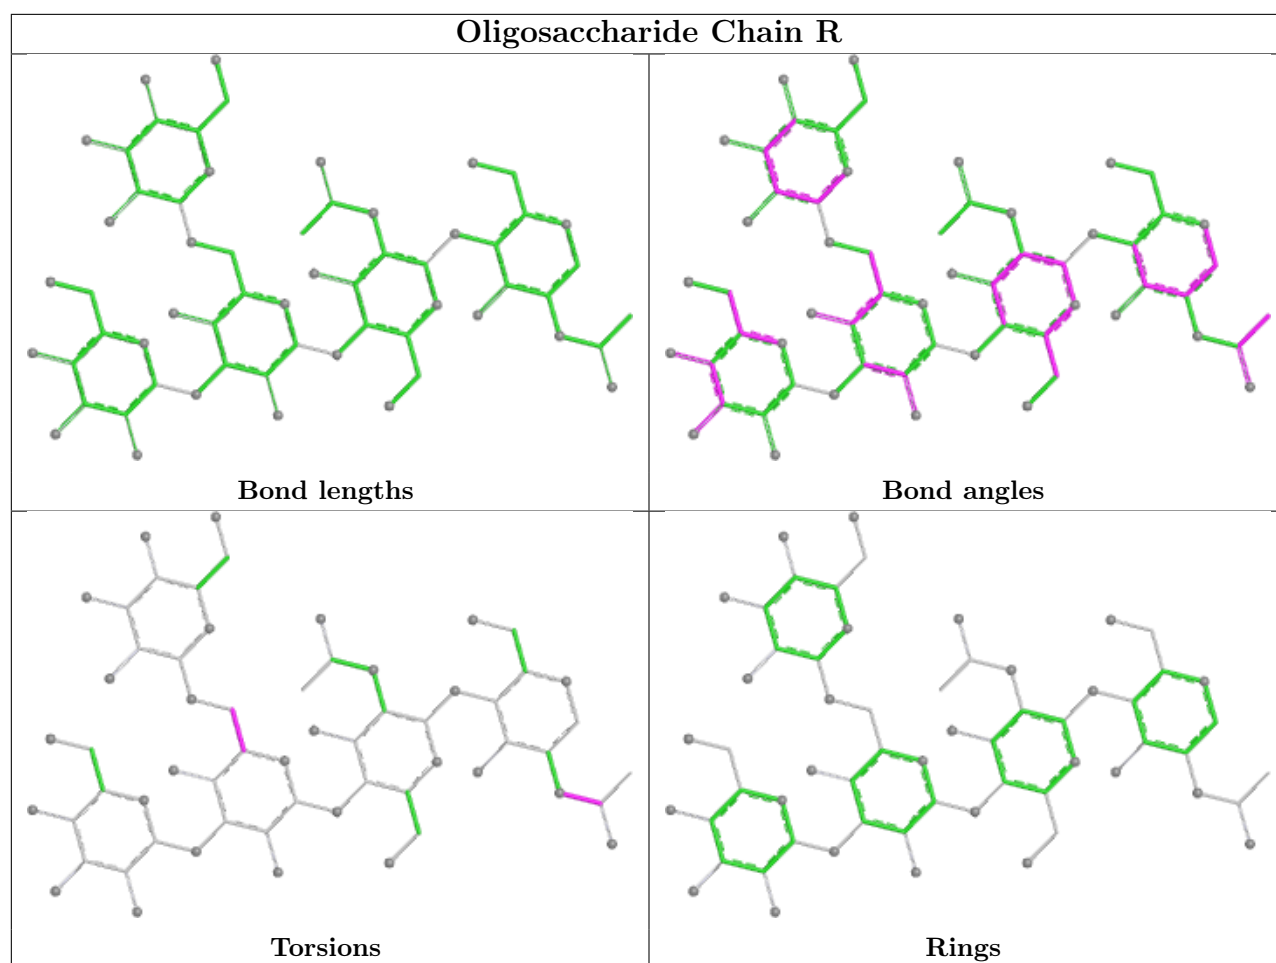 Oligosaccharide Chain R
Bond lengths
Bond angles
Torsions
Rings